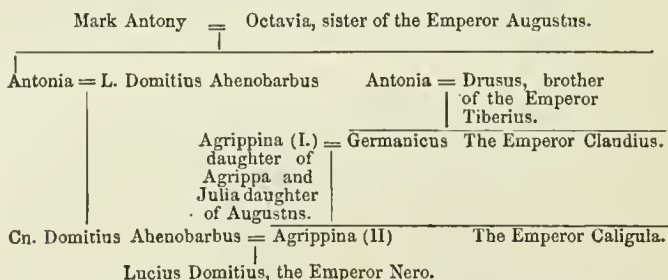 Mark Antony = Octavia, sister of the Emperor Augustus.
Antonia = L. Domitius Ahenobarbus Antonia = Drusus, brother
of the Emperor
Tiberius.
Agrippina (I.) = Germanicus The Emperor Claudius.
daughter of
Agrippa and
Julia daughter
of Augustus.
Cn. Domitius Ahenobarbus = Agrippina (II) The Emperor Caligula.
Lucius Domitius, the Emperor Nero.